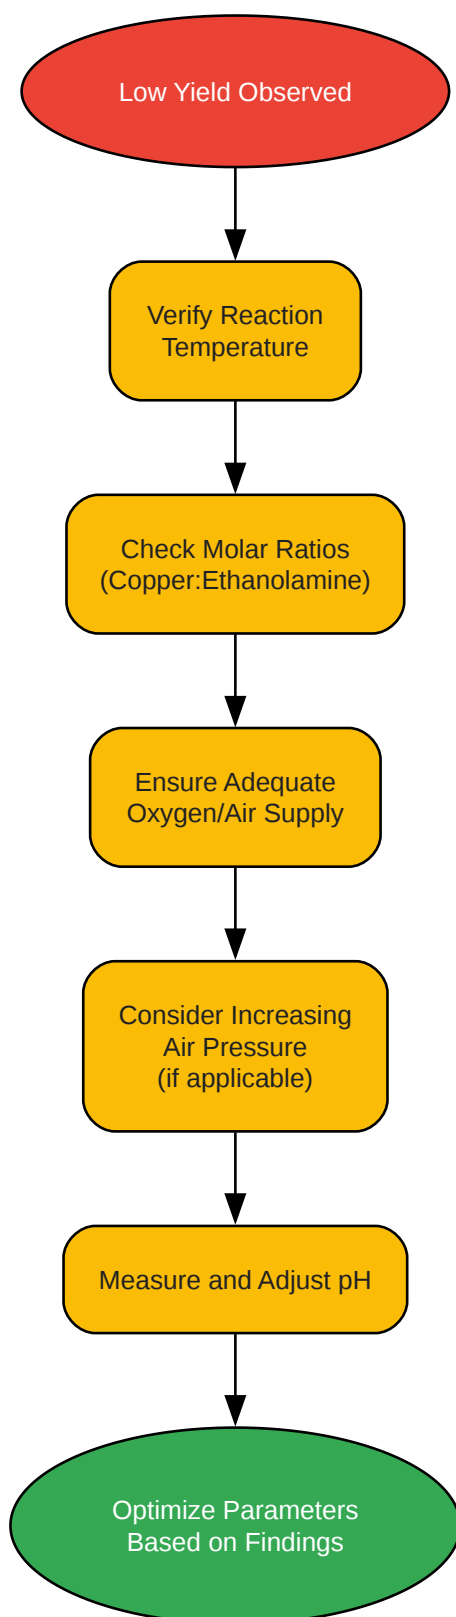 Low Yield Observed
Verify Reaction
Temperature
Check Molar Ratios
(Copper:Ethanolamine)
Ensure Adequate
Oxygen/Air Supply
Consider Increasing
Air Pressure
(if applicable)
Measure and Adjust pH
Optimize Parameters
Based on Findings